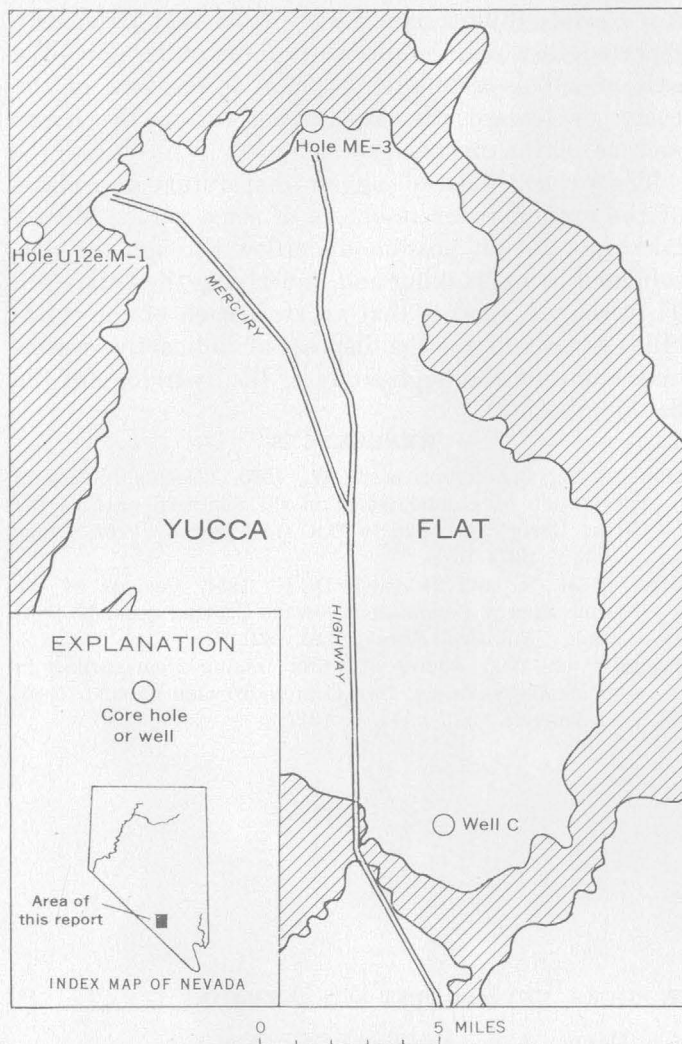 Hole ME-3
Hole U12e.M-1
MERCURY
YUCCA FLAT
HIGHWAY
EXPLANATION
Core hole
or well
Well C
Area of
this report
INDEX MAP OF NEVADA
0 5 MILES